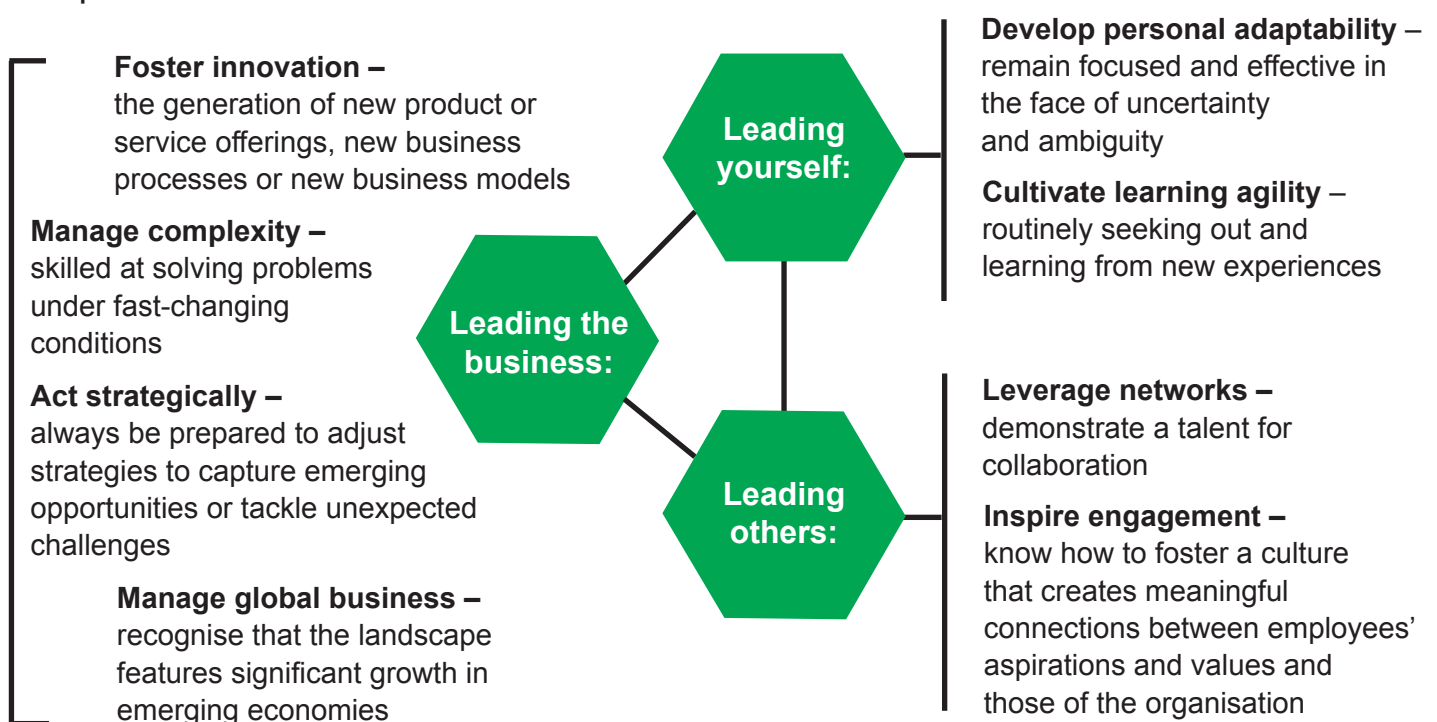 Foster innovation –
the generation of new product or
service offerings, new business
processes or new business models
Manage complexity –
skilled at solving problems
under fast-changing
conditions
Act strategically –
always be prepared to adjust
strategies to capture emerging
opportunities or tackle unexpected
challenges
Manage global business –
recognise that the landscape
features significant growth in
emerging economies
Leading the
business:
Leading
yourself:
Develop personal adaptability –
remain focused and effective in
the face of uncertainty
and ambiguity
Cultivate learning agility –
routinely seeking out and
learning from new experiences
Leading
others:
Leverage networks –
demonstrate a talent for
collaboration
Inspire engagement –
know how to foster a culture
that creates meaningful
connections between employees’
aspirations and values and
those of the organisation